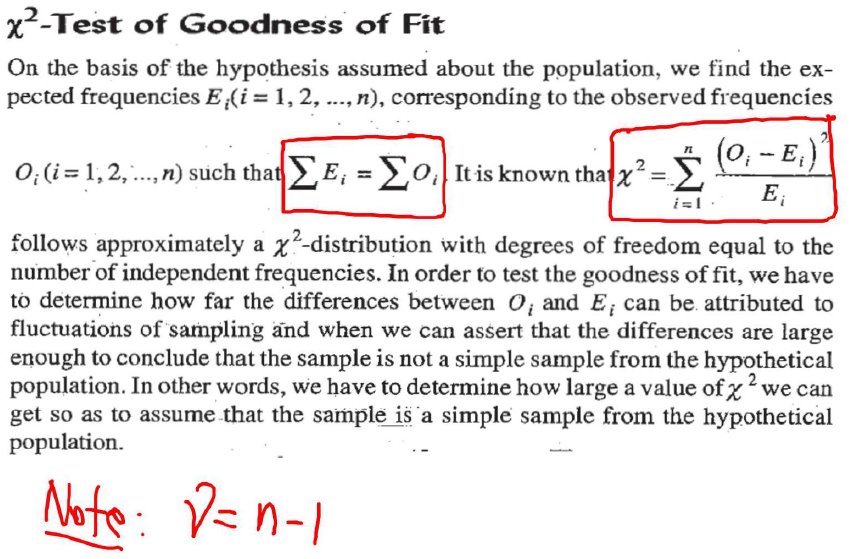 χ²-Test of Goodness of Fit
On the basis of the hypothesis assumed about the population, we find the ex-
pected frequencies Eᵢ(i = 1, 2, ..., n), corresponding to the observed frequencies
Oᵢ (i = 1, 2, ..., n) such that ∑ Eᵢ = ∑ Oᵢ. It is known that χ² = ∑ⁿᵢ₌₁ (Oᵢ – Eᵢ)² / Eᵢ
follows approximately a χ²-distribution with degrees of freedom equal to the
number of independent frequencies. In order to test the goodness of fit, we have
to determine how far the differences between Oᵢ and Eᵢ can be attributed to
fluctuations of sampling and when we can assert that the differences are large
enough to conclude that the sample is not a simple sample from the hypothetical
population. In other words, we have to determine how large a value of χ² we can
get so as to assume that the sample is a simple sample from the hypothetical
population.
Note: ν = n - 1